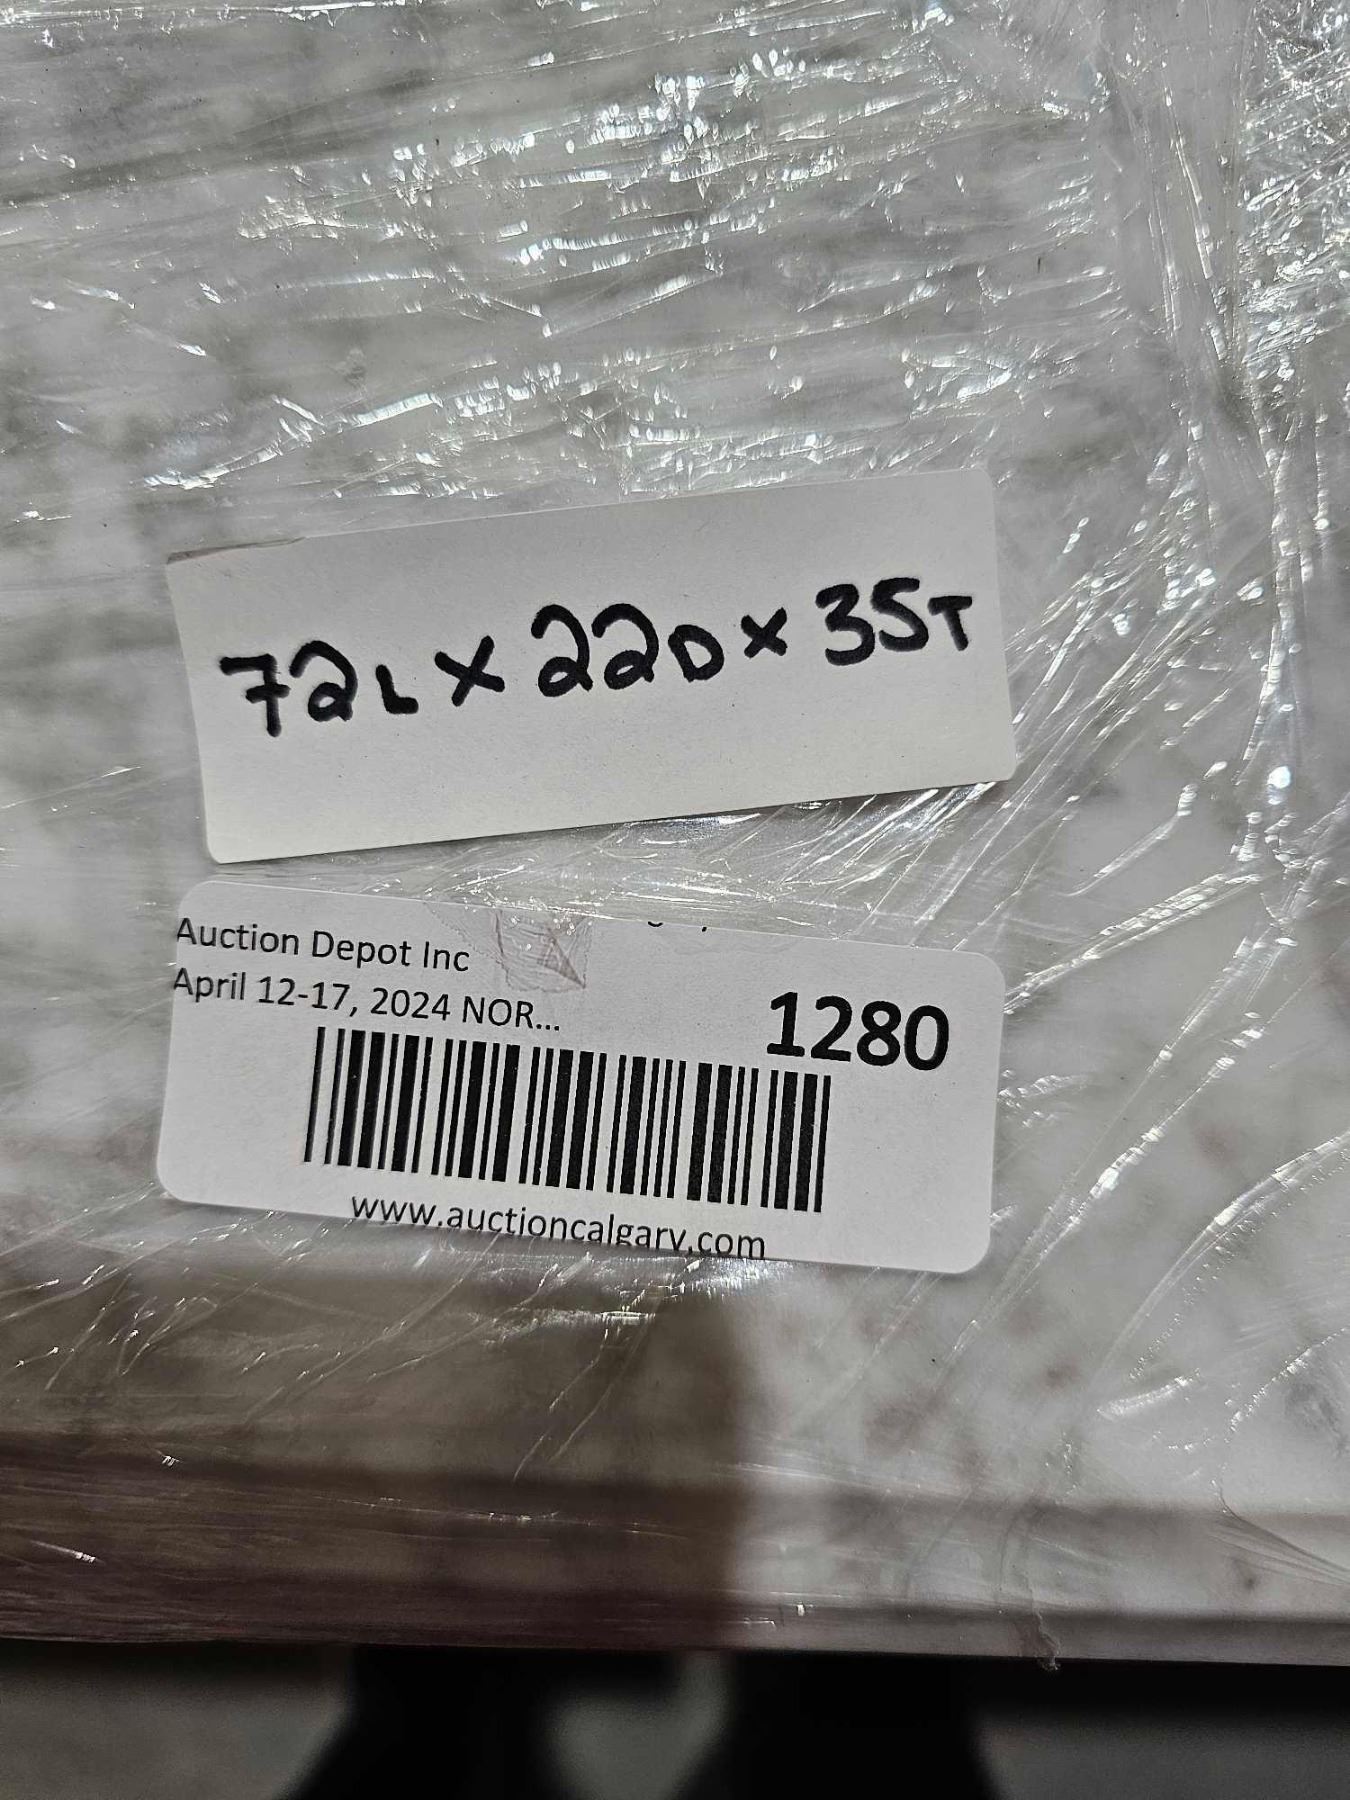 72L x 22D x 35T
Auction Depot Inc
April 12-17, 2024 NOR...
1280
www.auctioncalgary.com